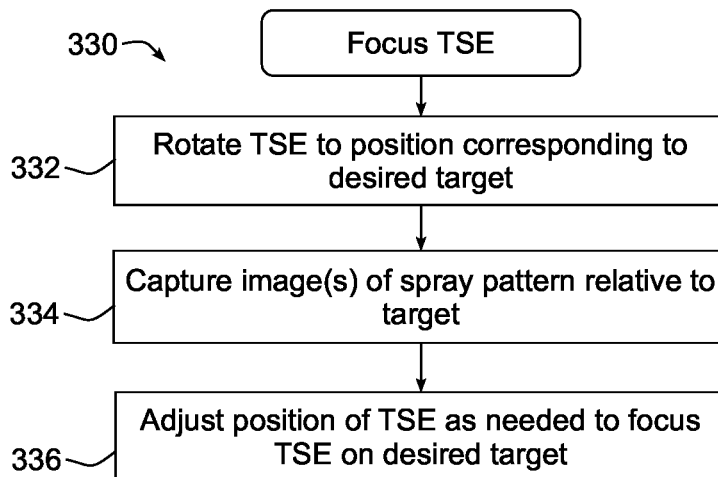 330
Focus TSE
332
Rotate TSE to position corresponding to
desired target
334
Capture image(s) of spray pattern relative to
target
336
Adjust position of TSE as needed to focus
TSE on desired target